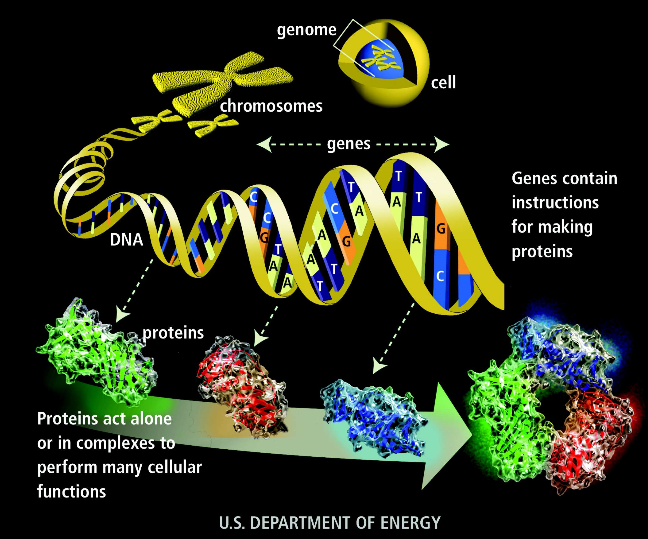 genome
cell
chromosomes
genes
C
C
G
T
A
A
A
A
T
T
C
A
G
T
A
T
T
A
A
G
C
DNA
Genes contain
instructions
for making
proteins
proteins
Proteins act alone
or in complexes to
perform many cellular
functions
U.S. DEPARTMENT OF ENERGY